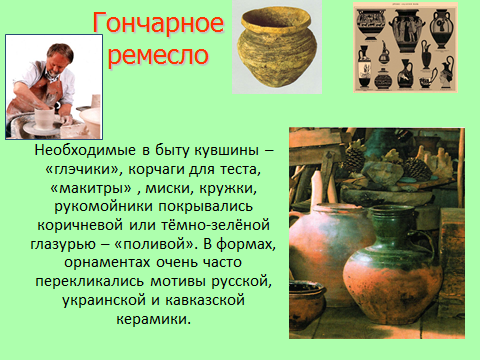 Гончарное
ремесло
Необходимые в быту кувшины –
«глэчики», корчаги для теста,
«макитры» , миски, кружки,
рукомойники покрывались
коричневой или тёмно-зелёной
глазурью – «поливой». В формах,
орнаментах очень часто
перекликались мотивы русской,
украинской и кавказской
керамики.